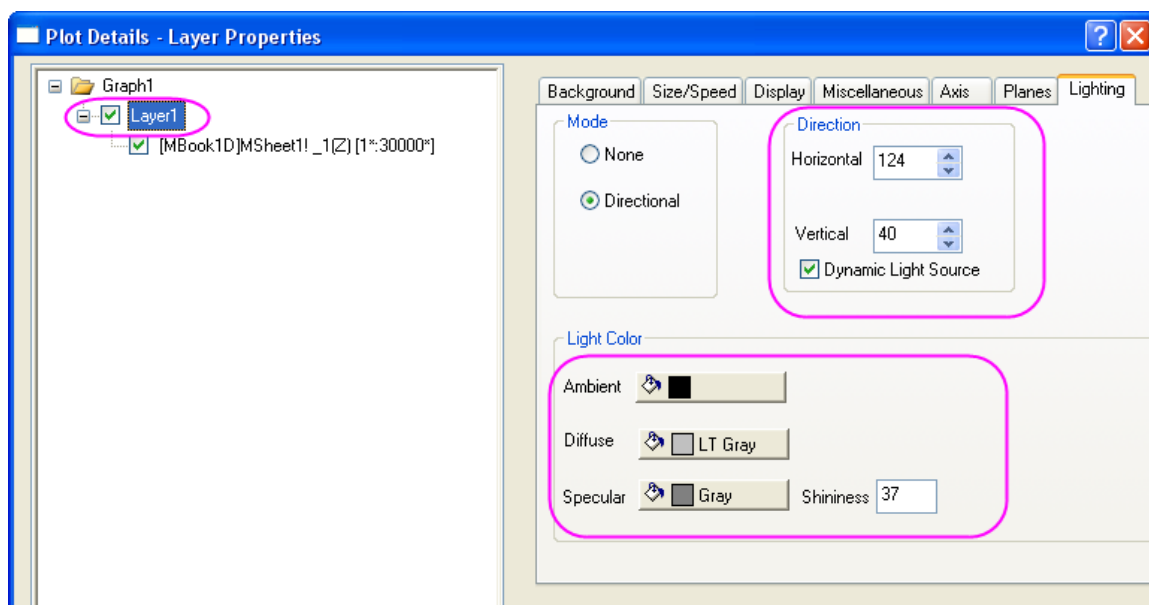 Plot Details - Layer Properties
Graph1
Layer1
[MBook1D]MSheet1! _1(Z) [1*:30000*]
Background Size/Speed Display Miscellaneous Axis Planes Lighting
Mode
None
Directional
Direction
Horizontal 124
Vertical 40
Dynamic Light Source
Light Color
Ambient
Diffuse LT Gray
Specular Gray Shininess 37